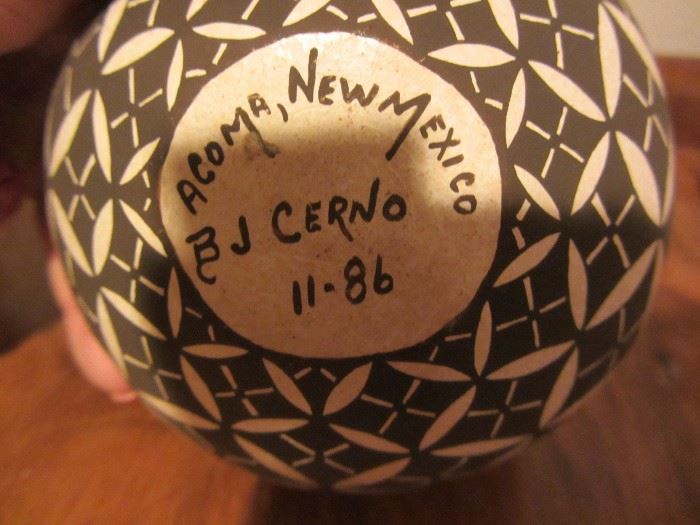 ACOMA, NEW MEXICO
BJ CERNO
11-86